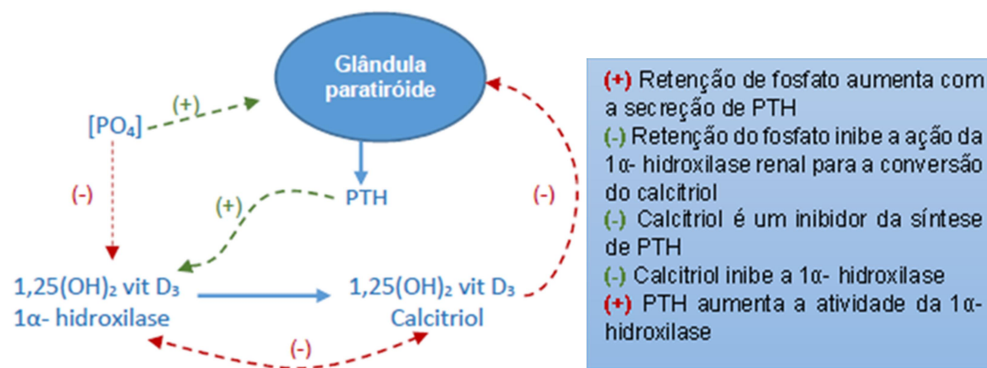 Glândula
paratiróide
(+)
[PO₄]
(-)
PTH
(+)
(-)
1,25(OH)₂ vit D₃
1α- hidroxilase
1,25(OH)₂ vit D₃
Calcitriol
(-)
(+) Retenção de fosfato aumenta com
a secreção de PTH
(-) Retenção do fosfato inibe a ação da
1α- hidroxilase renal para a conversão
do calcitriol
(-) Calcitriol é um inibidor da síntese
de PTH
(-) Calcitriol inibe a 1α- hidroxilase
(+) PTH aumenta a atividade da 1α-
hidroxilase